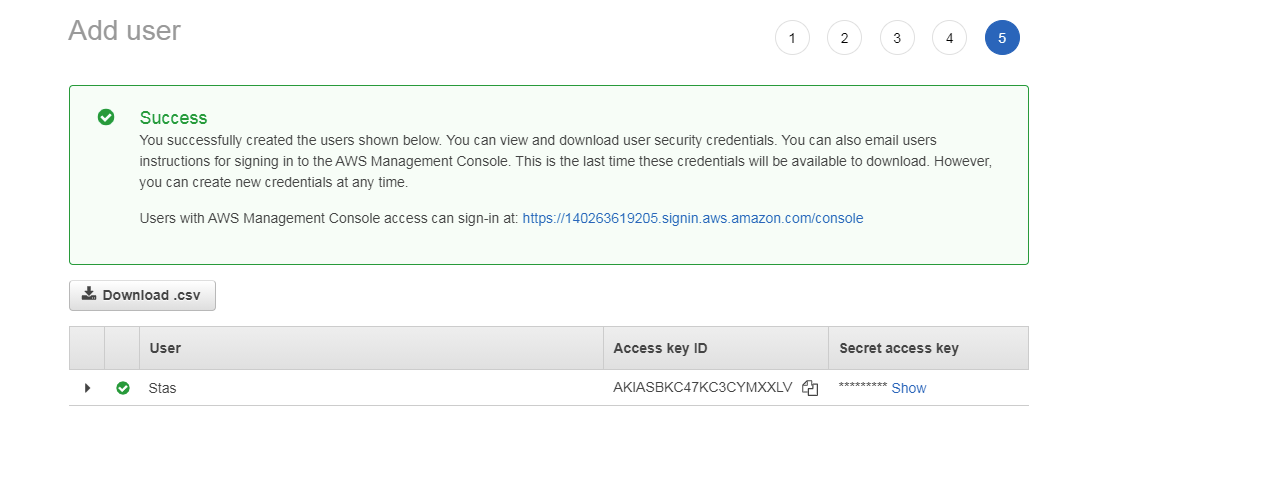 Add user
1 2 3 4 5
Success
You successfully created the users shown below. You can view and download user security credentials. You can also email users
instructions for signing in to the AWS Management Console. This is the last time these credentials will be available to download. However,
you can create new credentials at any time.
Users with AWS Management Console access can sign-in at: https://140263619205.signin.aws.amazon.com/console
Download .csv
User Access key ID Secret access key
Stas AKIASBKC47KC3CYMXXLV ********* Show